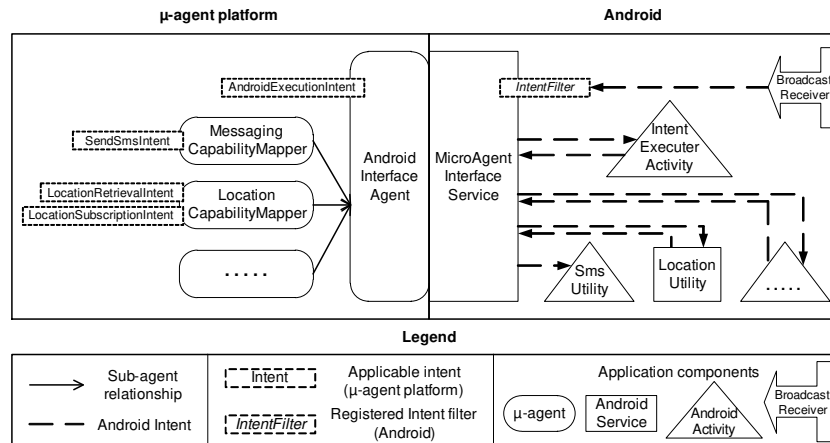 µ-agent platform
Android
AndroidExecutionIntent
IntentFilter
Broadcast
Receiver
SendSmsIntent
Messaging
CapabilityMapper
Android
Interface
Agent
MicroAgent
Interface
Service
Intent
Executer
Activity
LocationRetrievalIntent
LocationSubscriptionIntent
Location
CapabilityMapper
.....
Sms
Utility
Location
Utility
.....
Legend
Sub-agent
relationship
Android Intent
Intent
Applicable intent
(µ-agent platform)
IntentFilter
Registered Intent filter
(Android)
Application components
µ-agent
Android
Service
Android
Activity
Broadcast
Receiver